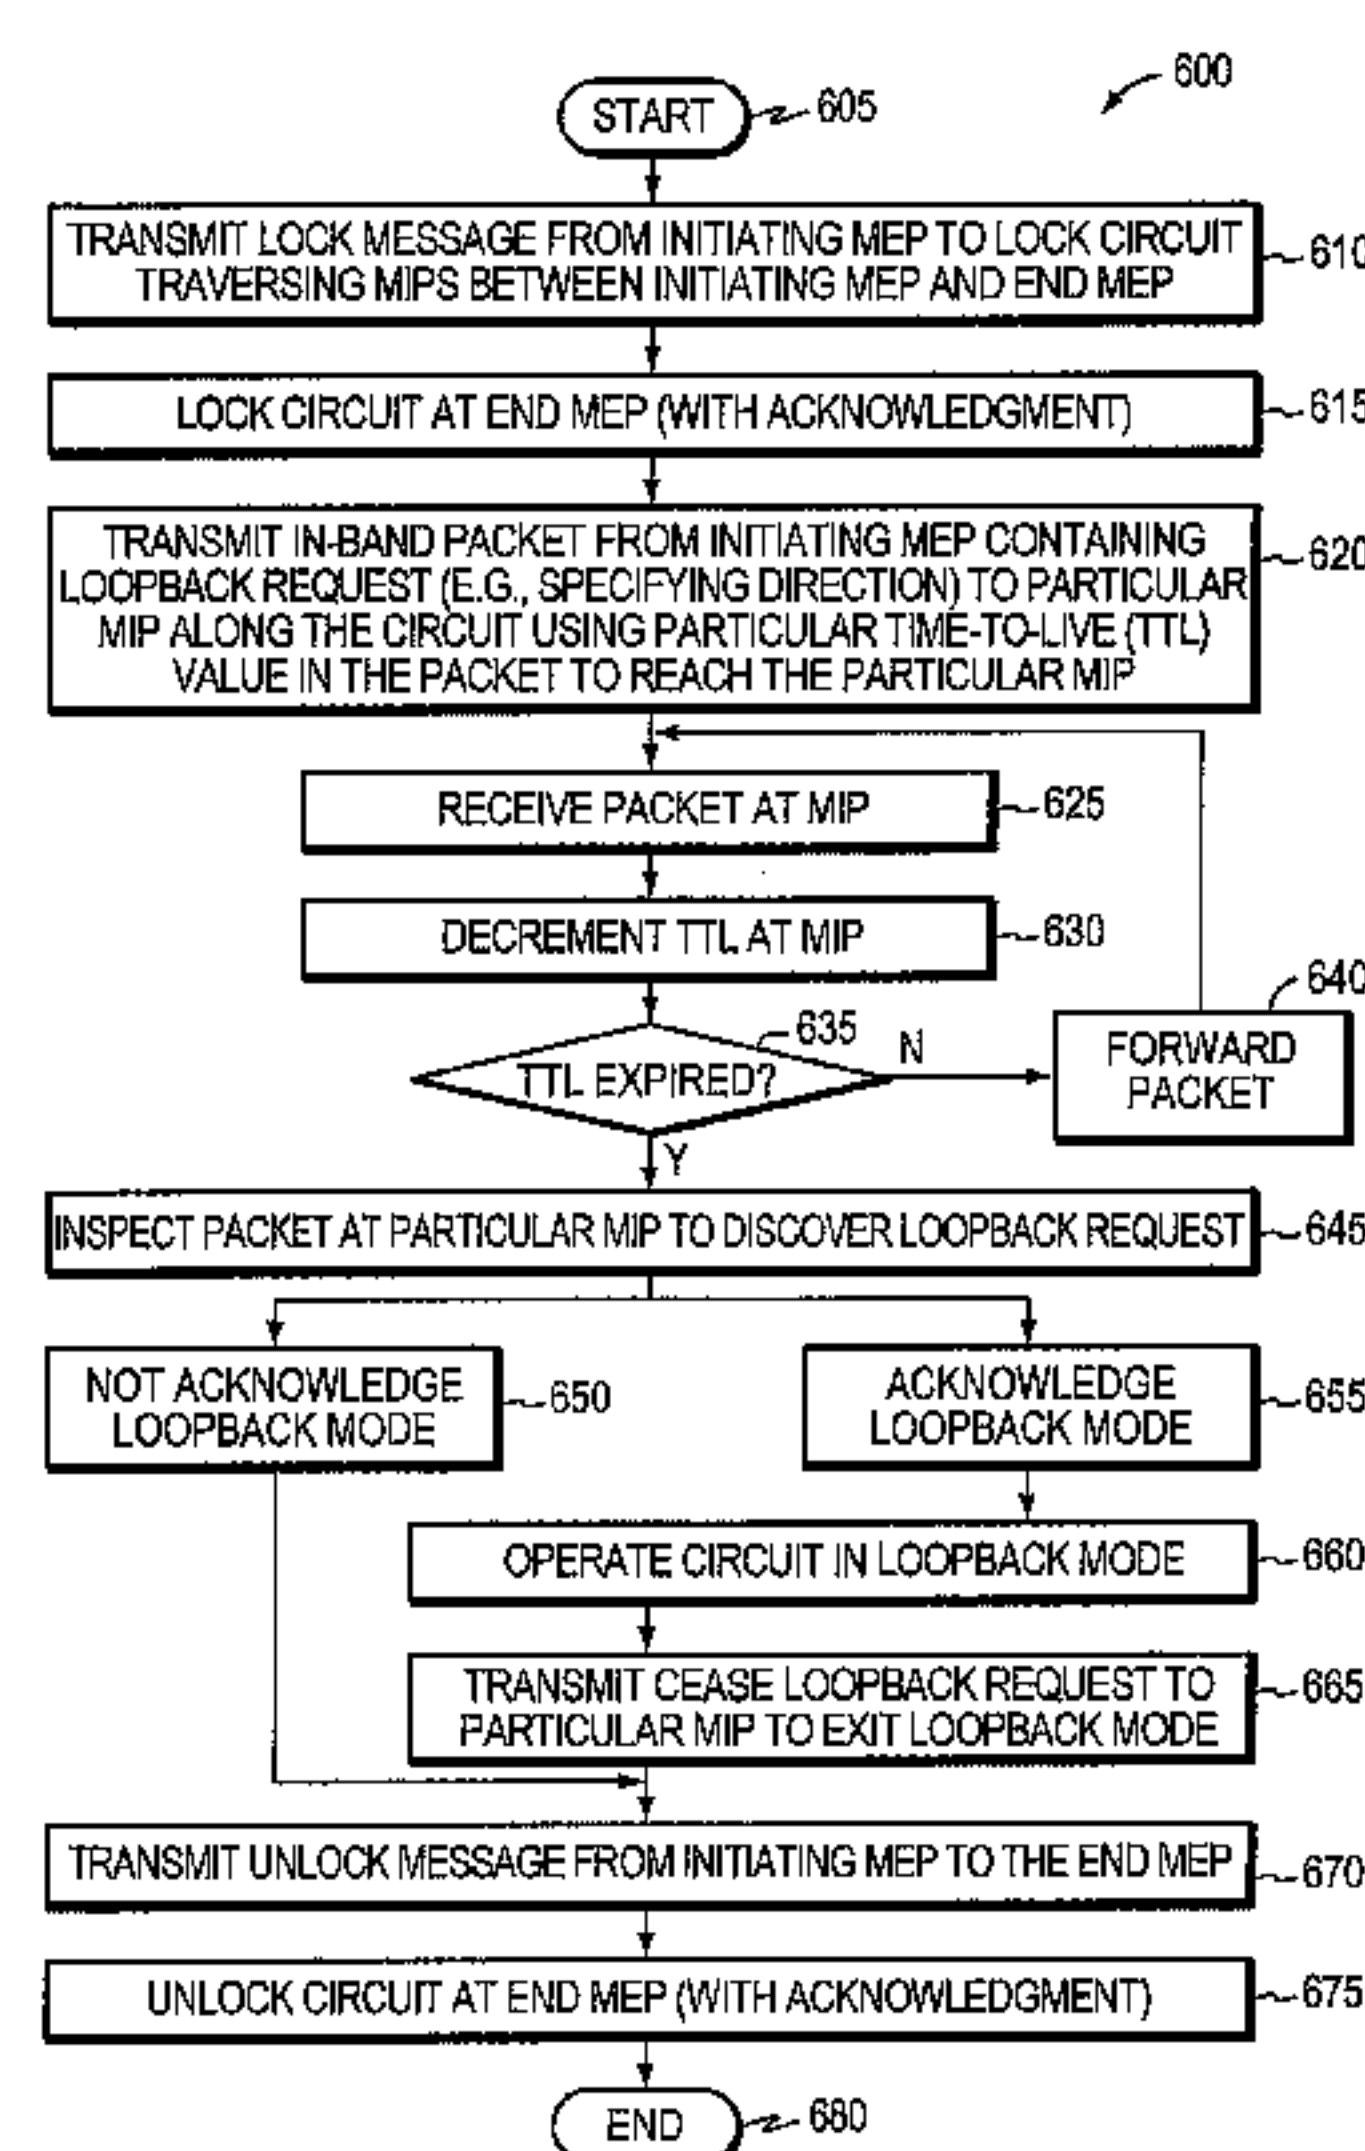 600
START
605
TRANSMIT LOCK MESSAGE FROM INITIATING MEP TO LOCK CIRCUIT
TRAVERSING MIPS BETWEEN INITIATING MEP AND END MEP
610
LOCK CIRCUIT AT END MEP (WITH ACKNOWLEDGMENT)
615
TRANSMIT IN-BAND PACKET FROM INITIATING MEP CONTAINING
LOOPBACK REQUEST (E.G., SPECIFYING DIRECTION) TO PARTICULAR
MIP ALONG THE CIRCUIT USING PARTICULAR TIME-TO-LIVE (TTL)
VALUE IN THE PACKET TO REACH THE PARTICULAR MIP
620
RECEIVE PACKET AT MIP
625
DECREMENT TTL AT MIP
630
TTL EXPIRED?
635
N
FORWARD
PACKET
640
Y
INSPECT PACKET AT PARTICULAR MIP TO DISCOVER LOOPBACK REQUEST
645
NOT ACKNOWLEDGE
LOOPBACK MODE
650
ACKNOWLEDGE
LOOPBACK MODE
655
OPERATE CIRCUIT IN LOOPBACK MODE
660
TRANSMIT CEASE LOOPBACK REQUEST TO
PARTICULAR MIP TO EXIT LOOPBACK MODE
665
TRANSMIT UNLOCK MESSAGE FROM INITIATING MEP TO THE END MEP
670
UNLOCK CIRCUIT AT END MEP (WITH ACKNOWLEDGMENT)
675
END
680